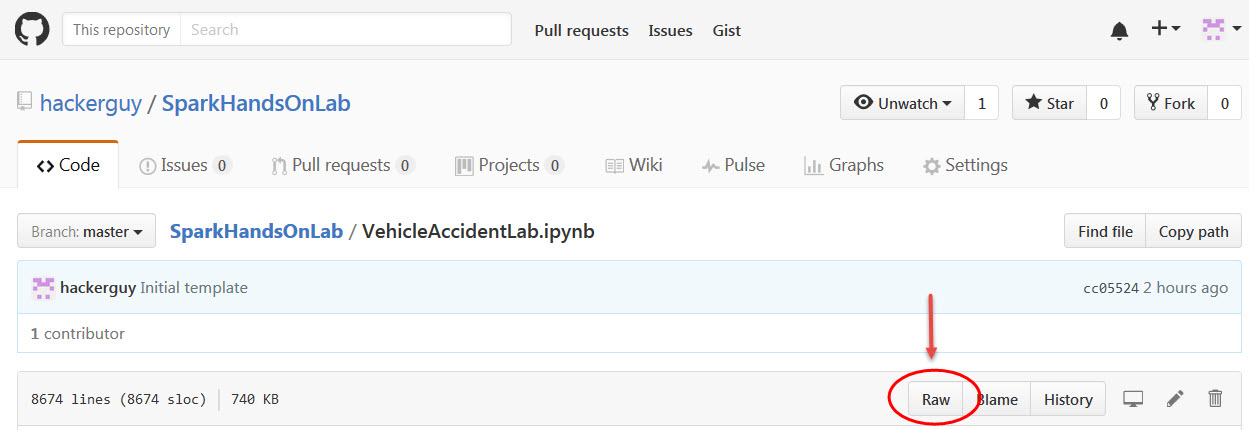 This repository Search Pull requests Issues Gist
hackerguy / SparkHandsOnLab Unwatch 1 Star 0 Fork 0
Code Issues 0 Pull requests 0 Projects 0 Wiki Pulse Graphs Settings
Branch: master SparkHandsOnLab / VehicleAccidentLab.ipynb Find file Copy path
hackerguy Initial template cc05524 2 hours ago
1 contributor
8674 lines (8674 sloc) 740 KB Raw Blame History